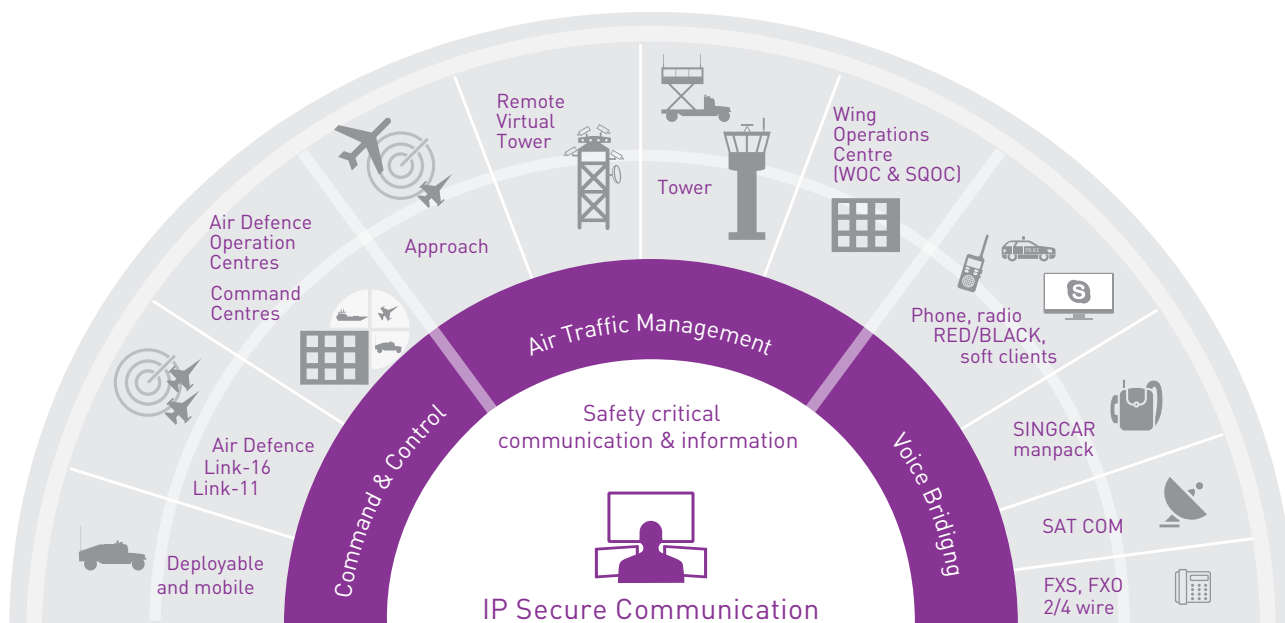 Remote
Virtual
Tower
Tower
Wing
Operations
Centre
(WOC & SQOC)
Approach
Air Defence
Operation
Centres
Command
Centres
Air Defence
Link-16
Link-11
Deployable
and mobile
Phone, radio
RED/BLACK,
soft clients
POLICE
S
SINGCAR
manpack
SAT COM
FXS, FXO
2/4 wire
Command & Control
Air Traffic Management
Voice Bridigng
Safety critical
communication & information
IP Secure Communication